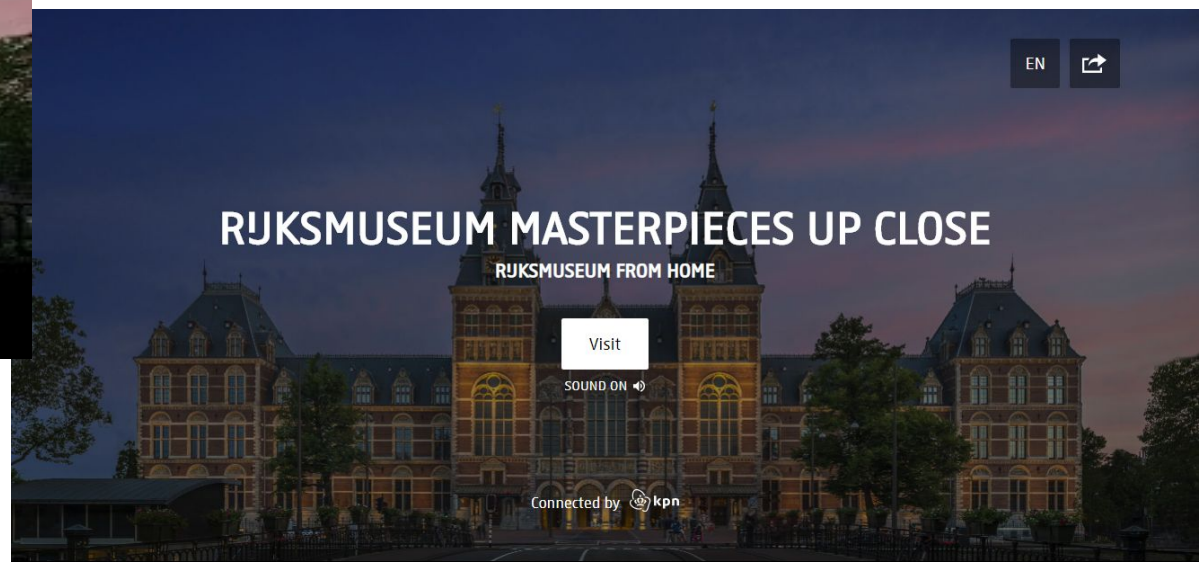 EN
RIJKSMUSEUM MASTERPIECES UP CLOSE
RIJKSMUSEUM FROM HOME
Visit
SOUND ON
Connected by kpn